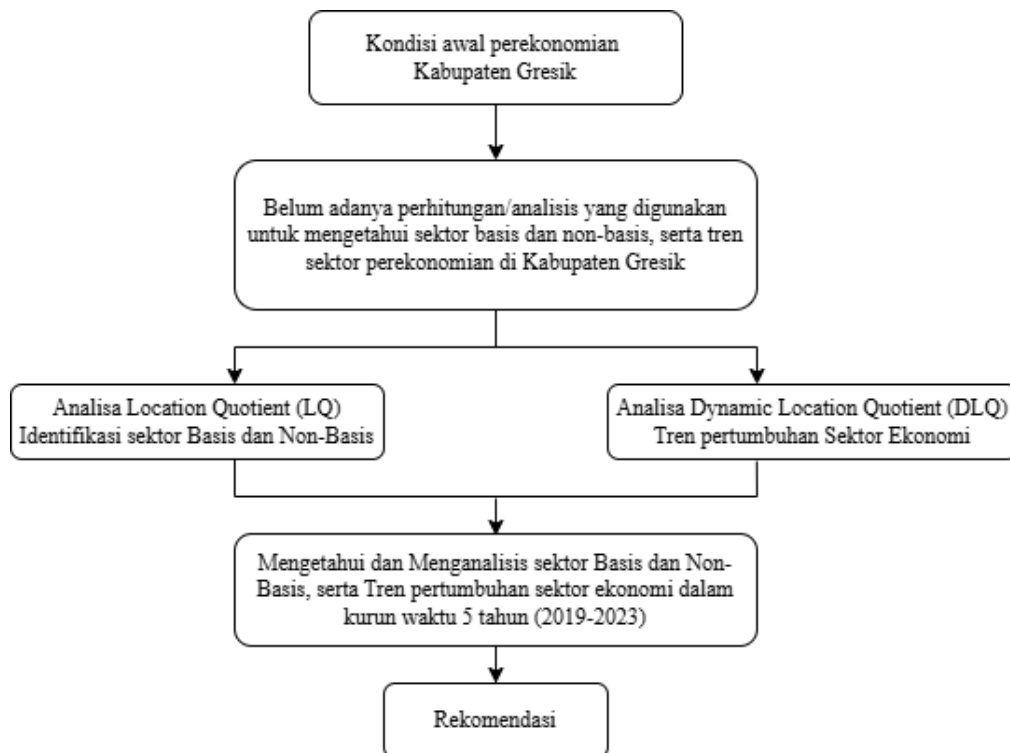 Kondisi awal perekonomian
Kabupaten Gresik
Belum adanya perhitungan/analisis yang digunakan
untuk mengetahui sektor basis dan non-basis, serta tren
sektor perekonomian di Kabupaten Gresik
Analisa Location Quotient (LQ)
Identifikasi sektor Basis dan Non-Basis
Analisa Dynamic Location Quotient (DLQ)
Tren pertumbuhan Sektor Ekonomi
Mengetahui dan Menganalisis sektor Basis dan Non-
Basis, serta Tren pertumbuhan sektor ekonomi dalam
kurun waktu 5 tahun (2019-2023)
Rekomendasi